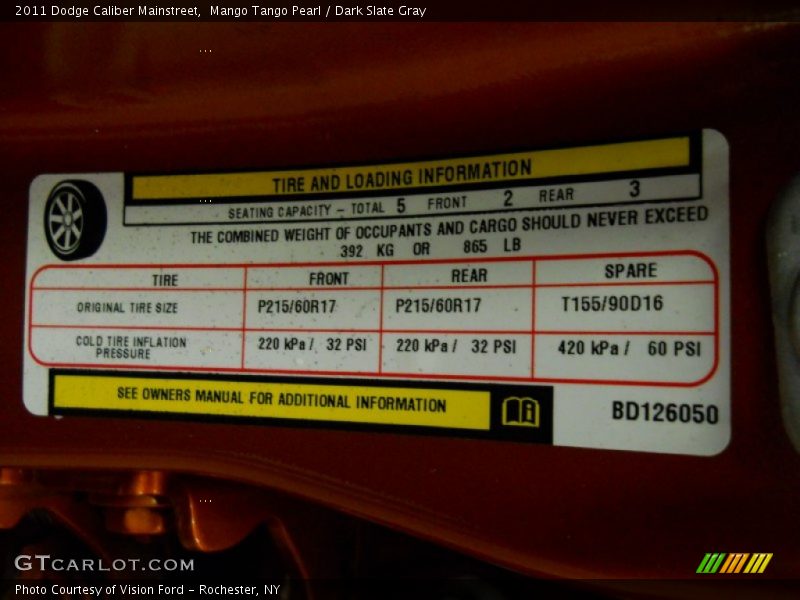 2011 Dodge Caliber Mainstreet,  Mango Tango Pearl / Dark Slate Gray
...
TIRE AND LOADING INFORMATION
...
SEATING CAPACITY - TOTAL 5 FRONT 2 REAR 3
THE COMBINED WEIGHT OF OCCUPANTS AND CARGO SHOULD NEVER EXCEED
392 KG OR 865 LB
TIRE FRONT REAR SPARE
ORIGINAL TIRE SIZE P215/60R17 P215/60R17 T155/90D16
COLD TIRE INFLATION
PRESSURE 220 kPa / 32 PSI 220 kPa / 32 PSI 420 kPa / 60 PSI
SEE OWNERS MANUAL FOR ADDITIONAL INFORMATION
BD126050
...
GTCARLOT.COM
Photo Courtesy of Vision Ford - Rochester, NY